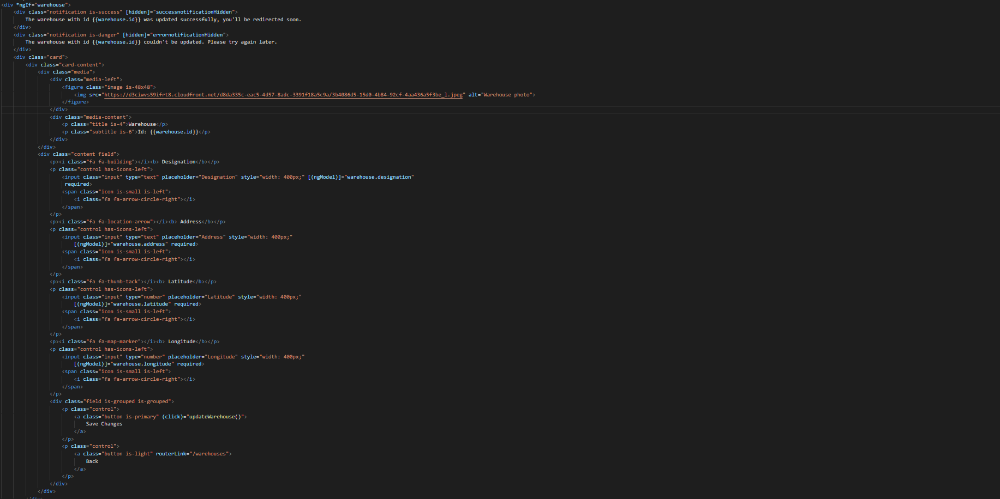 <div *ngIf="warehouse">
<div class="notification is-success" [hidden]="successnotificationHidden">
The warehouse with id {{warehouse.id}} was updated successfully, you'll be redirected soon.
</div>
<div class="notification is-danger" [hidden]="errornotificationHidden">
The warehouse with id {{warehouse.id}} couldn't be updated. Please try again later.
</div>
<div class="card">
<div class="card-content">
<div class="media">
<div class="media-left">
<figure class="image is-48x48">
<img src="https://d3ciwvs59ifrt8.cloudfront.net/d8da335c-eac5-4d57-8adc-3391f18a5c9a/3b4086d5-15d0-4b84-92cf-4aa436a5f3be_l.jpeg" alt="Warehouse photo">
</figure>
</div>
<div class="media-content">
<p class="title is-4">Warehouse</p>
<p class="subtitle is-6">Id: {{warehouse.id}}</p>
</div>
</div>
<div class="content field">
<p><i class="fa fa-building"></i><b> Designation</b></p>
<p class="control has-icons-left">
<input class="input" type="text" placeholder="Designation" style="width: 400px;" [(ngModel)]="warehouse.designation"
required>
<span class="icon is-small is-left">
<i class="fa fa-arrow-circle-right"></i>
</span>
</p>
<p><i class="fa fa-location-arrow"></i><b> Address</b></p>
<p class="control has-icons-left">
<input class="input" type="text" placeholder="Address" style="width: 400px;"
[(ngModel)]="warehouse.address" required>
<span class="icon is-small is-left">
<i class="fa fa-arrow-circle-right"></i>
</span>
</p>
<p><i class="fa fa-thumb-tack"></i><b> Latitude</b></p>
<p class="control has-icons-left">
<input class="input" type="number" placeholder="Latitude" style="width: 400px;"
[(ngModel)]="warehouse.latitude" required>
<span class="icon is-small is-left">
<i class="fa fa-arrow-circle-right"></i>
</span>
</p>
<p><i class="fa fa-map-marker"></i><b> Longitude</b></p>
<p class="control has-icons-left">
<input class="input" type="number" placeholder="Longitude" style="width: 400px;"
[(ngModel)]="warehouse.longitude" required>
<span class="icon is-small is-left">
<i class="fa fa-arrow-circle-right"></i>
</span>
</p>
<div class="field is-grouped is-grouped">
<p class="control">
<a class="button is-primary" (click)="updateWarehouse()">
Save Changes
</a>
</p>
<p class="control">
<a class="button is-light" routerLink="/warehouses">
Back
</a>
</p>
</div>
</div>